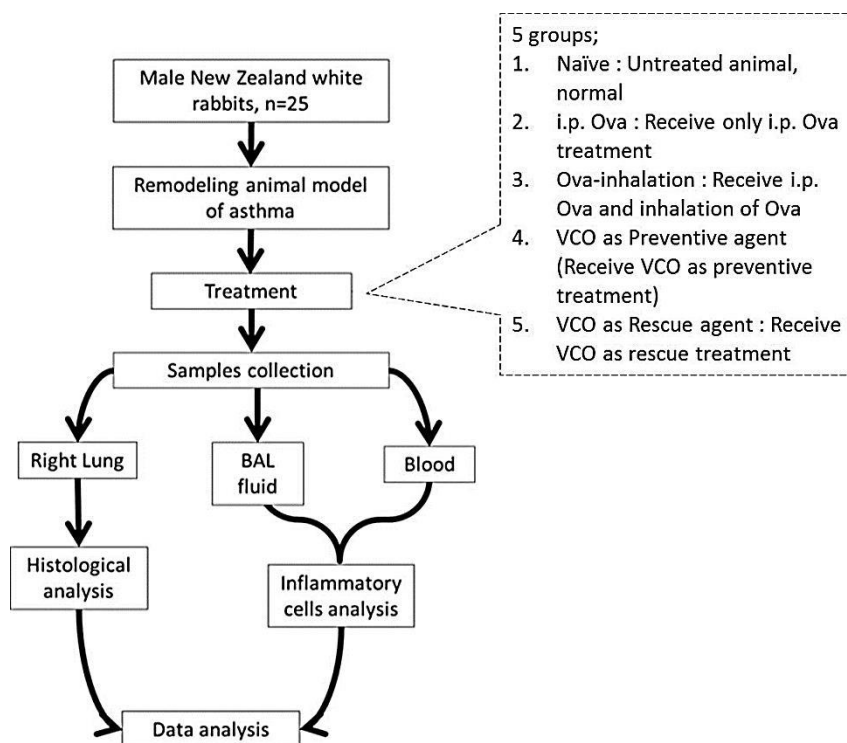 Male New Zealand white
rabbits, n=25
Remodeling animal model
of asthma
Treatment
5 groups;
1. Naïve : Untreated animal,
normal
2. i.p. Ova : Receive only i.p. Ova
treatment
3. Ova-inhalation : Receive i.p.
Ova and inhalation of Ova
4. VCO as Preventive agent
(Receive VCO as preventive
treatment)
5. VCO as Rescue agent : Receive
VCO as rescue treatment
Samples collection
Right Lung
BAL
fluid
Blood
Histological
analysis
Inflammatory
cells analysis
Data analysis